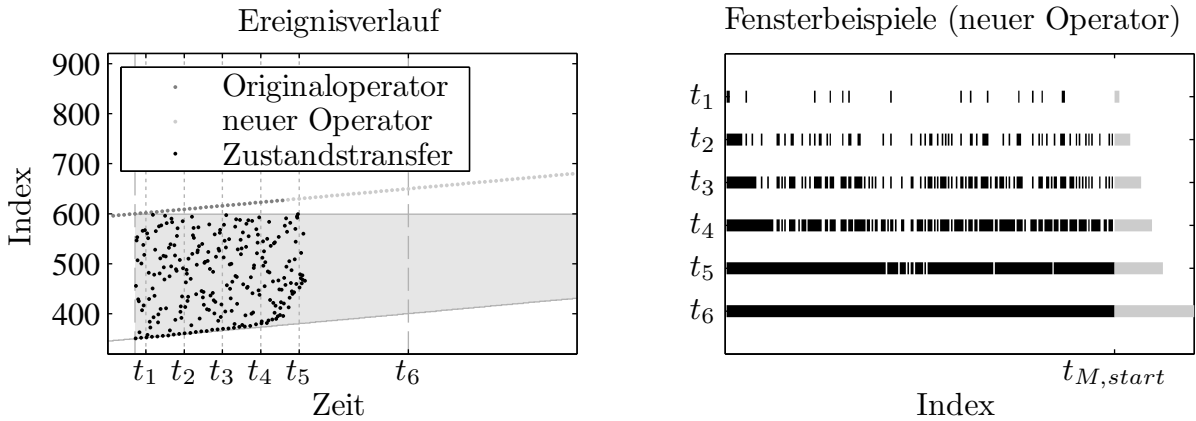 Ereignisverlauf
900
800
700
600
500
400
Index
Originaloperator
neuer Operator
Zustandstransfer
t1 t2 t3 t4 t5 t6
Zeit
Fensterbeispiele (neuer Operator)
t1
t2
t3
t4
t5
t6
tM,start
Index